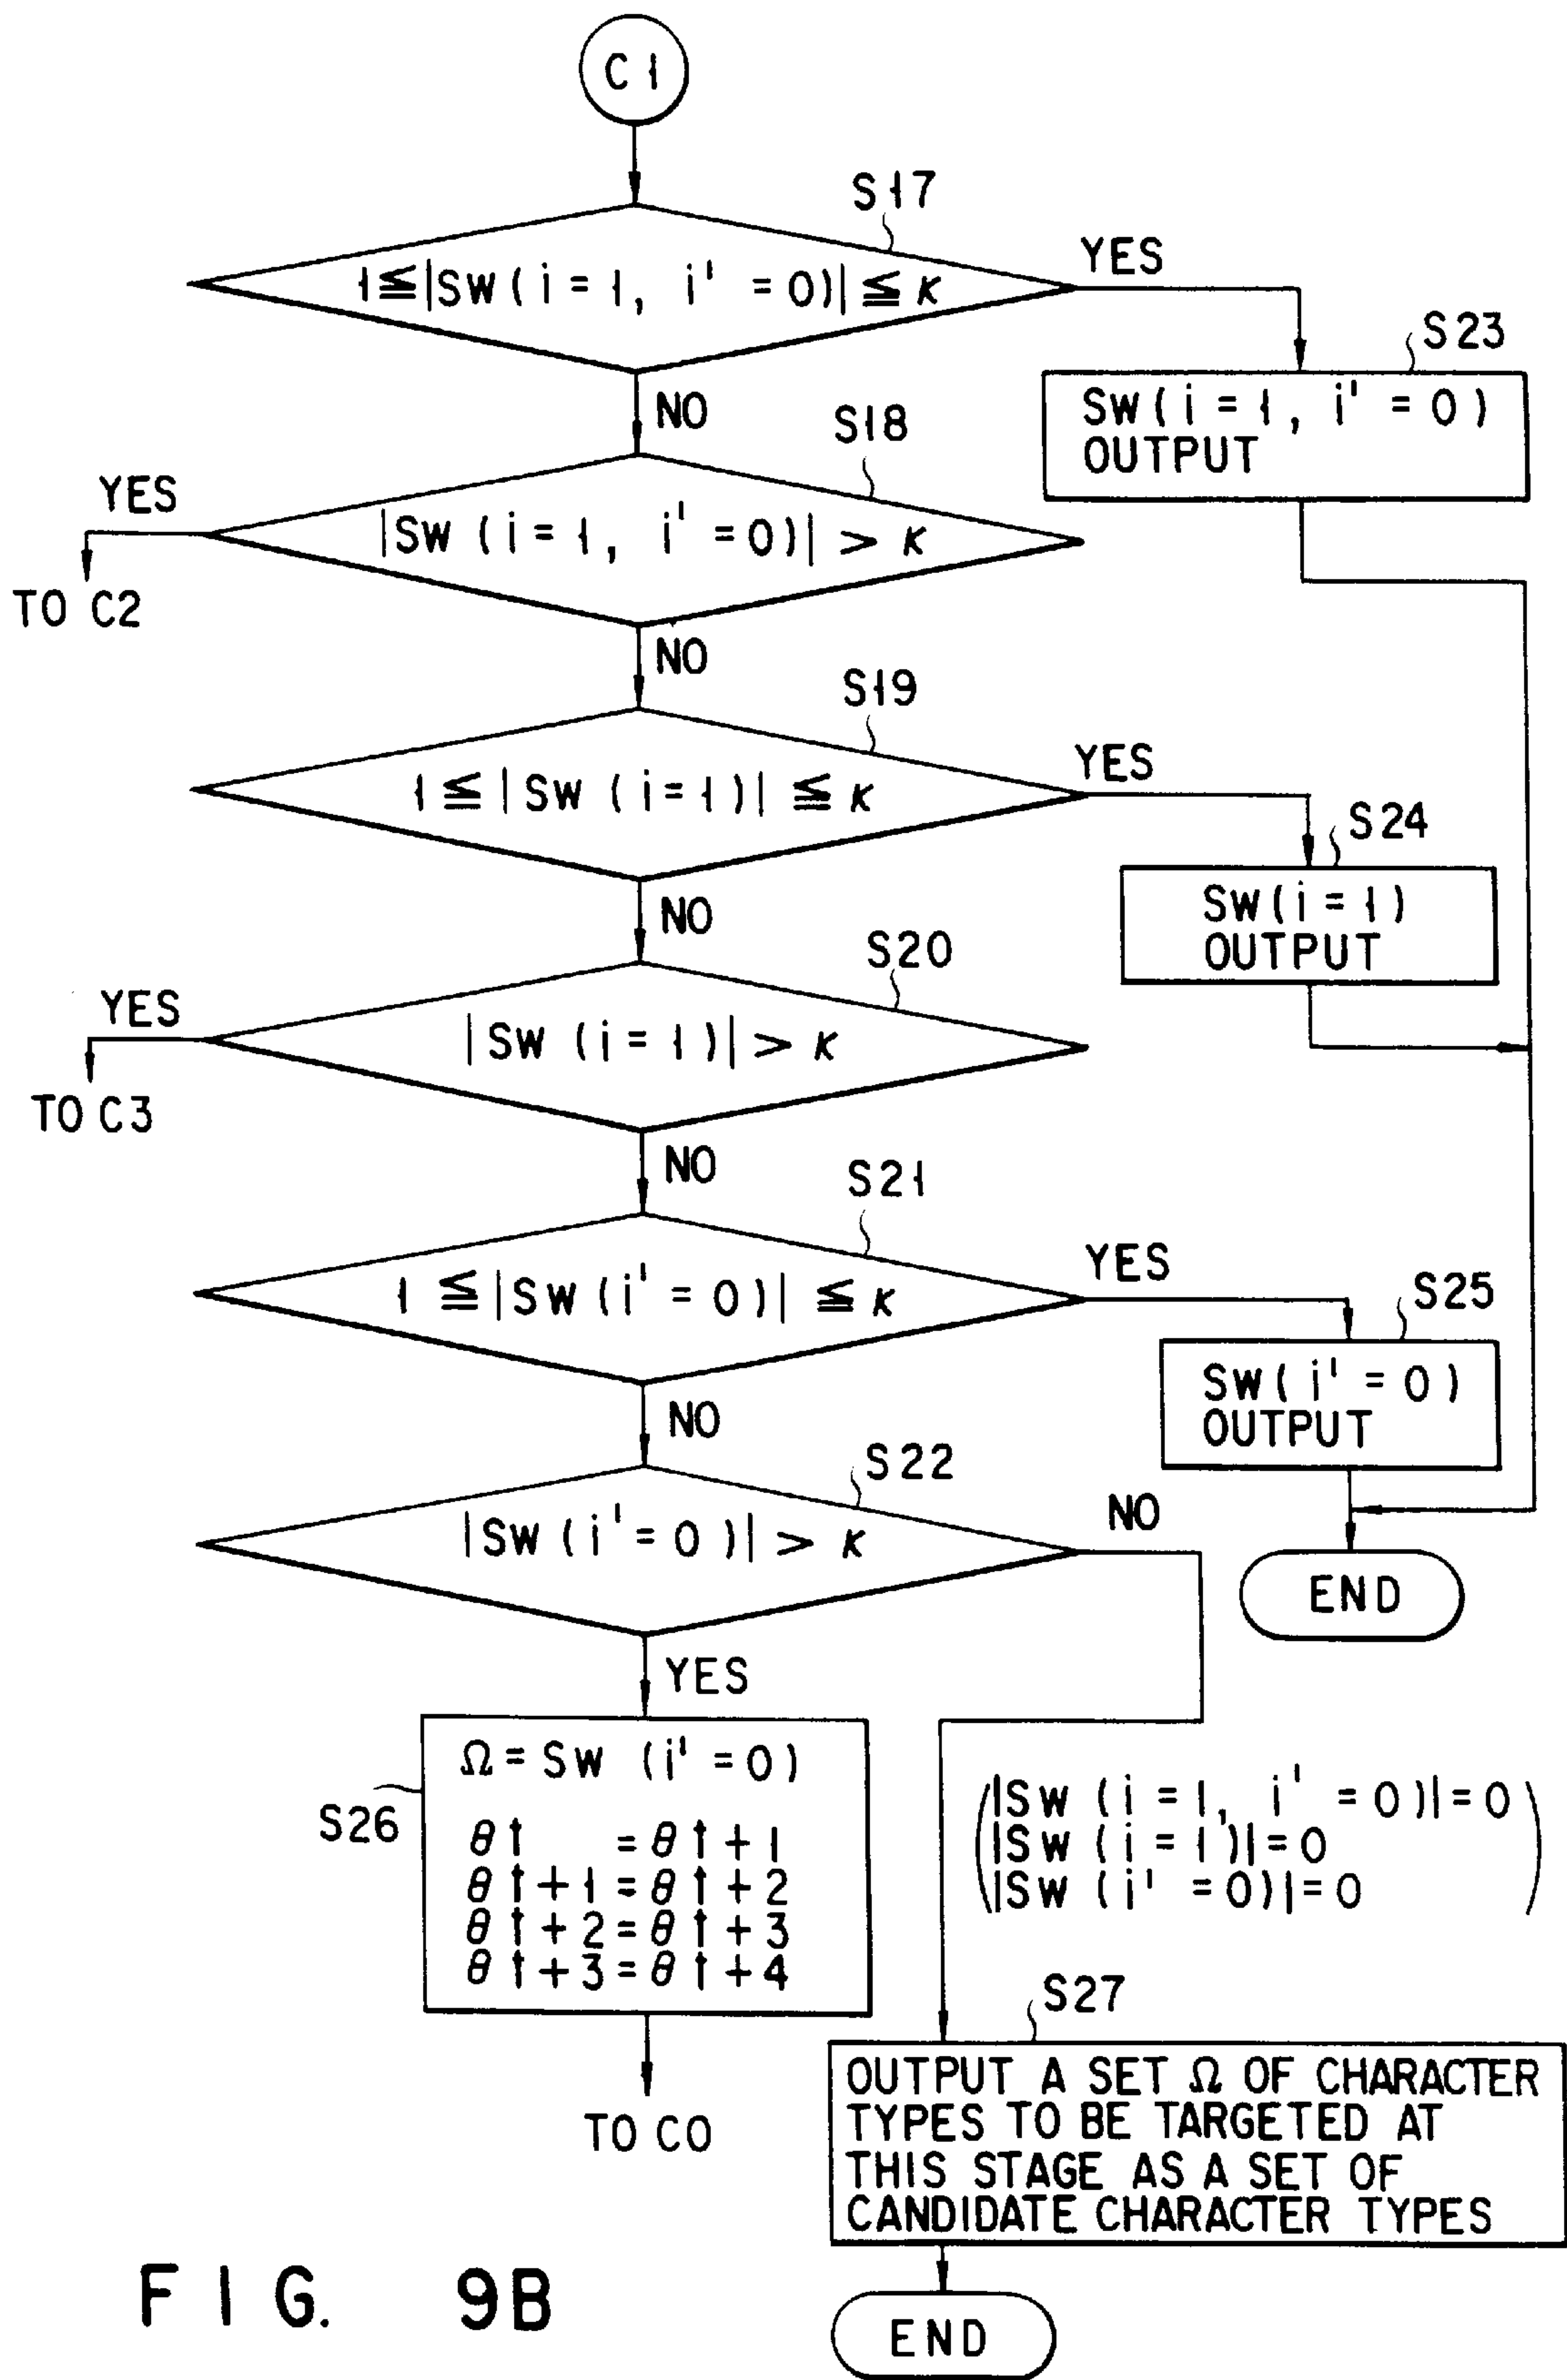 C1
S17
1≦|SW(i=1, i'=0)|≦κ
YES
S23
SW(i=1, i'=0)
OUTPUT
NO
S18
YES
|SW (i=1, i'=0)| > κ
TO C2
NO
S19
1 ≦ |SW (i=1)| ≦ κ
YES
S24
SW(i=1)
OUTPUT
NO
S20
YES
|SW (i=1)| > κ
TO C3
NO
S21
1 ≦ |SW (i'=0)| ≦ κ
YES
S25
SW(i'=0)
OUTPUT
NO
S22
|SW (i'=0)| > κ
NO
END
YES
S26
Ω=SW (i'=0)
θt =θt+1
θt+1=θt+2
θt+2=θt+3
θt+3=θt+4
TO C0
(|SW (i=1, i'=0)|=0
|SW (i=1)|=0
|SW (i'=0)|=0)
S27
OUTPUT A SET Ω OF CHARACTER
TYPES TO BE TARGETED AT
THIS STAGE AS A SET OF
CANDIDATE CHARACTER TYPES
END
FIG. 9B